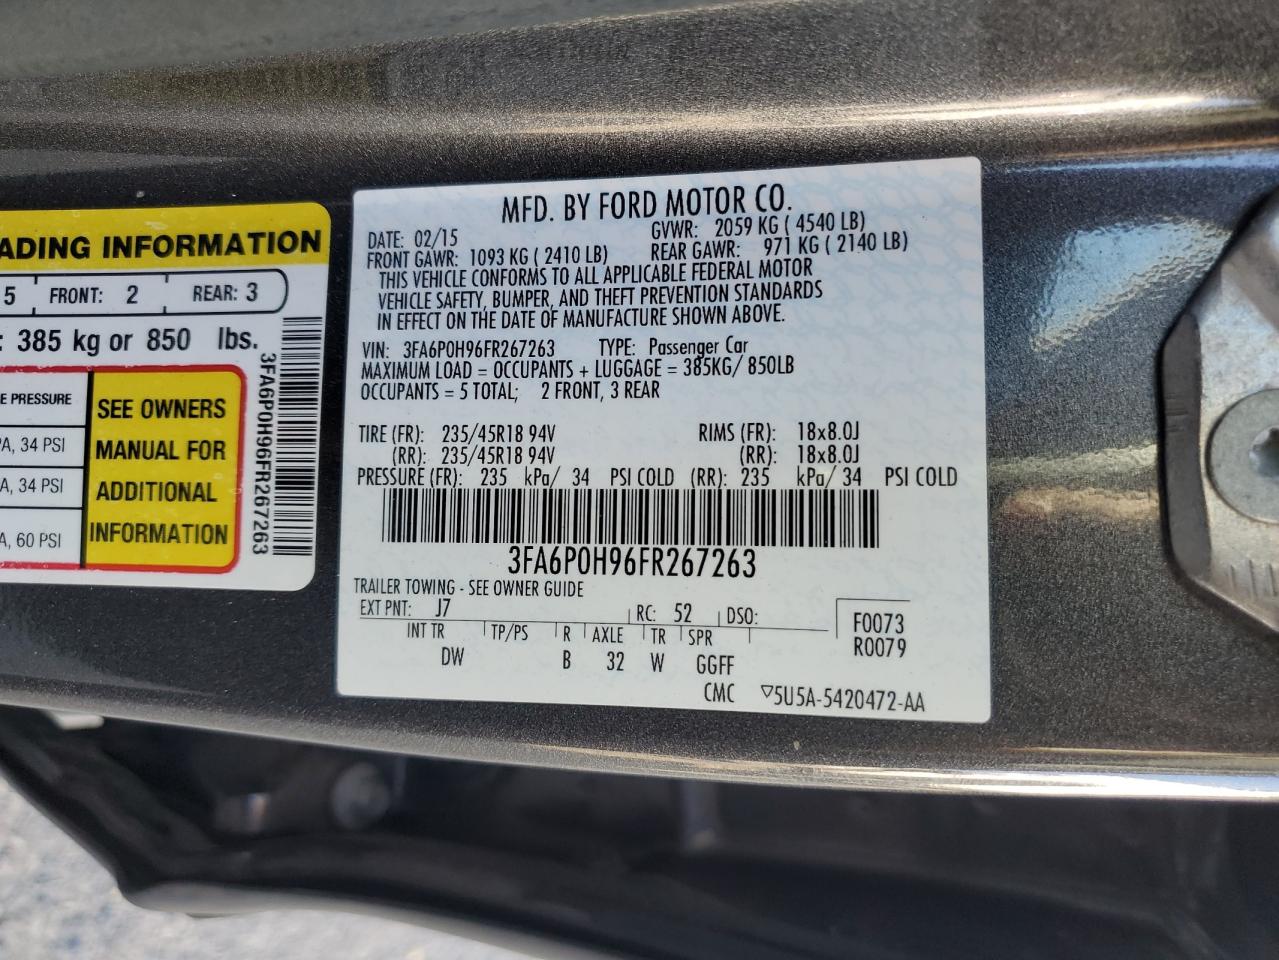 ADING INFORMATION
5 FRONT: 2 REAR: 3
: 385 kg or 850 lbs.
E PRESSURE
A, 34 PSI
A, 34 PSI
A, 60 PSI
SEE OWNERS
MANUAL FOR
ADDITIONAL
INFORMATION
3FA6P0H96FR267263
MFD. BY FORD MOTOR CO.
DATE: 02/15 GVWR: 2059 KG ( 4540 LB)
FRONT GAWR: 1093 KG ( 2410 LB) REAR GAWR: 971 KG ( 2140 LB)
THIS VEHICLE CONFORMS TO ALL APPLICABLE FEDERAL MOTOR
VEHICLE SAFETY, BUMPER, AND THEFT PREVENTION STANDARDS
IN EFFECT ON THE DATE OF MANUFACTURE SHOWN ABOVE.
VIN: 3FA6P0H96FR267263 TYPE: Passenger Car
MAXIMUM LOAD = OCCUPANTS + LUGGAGE = 385KG/ 850LB
OCCUPANTS = 5 TOTAL; 2 FRONT, 3 REAR
TIRE (FR): 235/45R18 94V RIMS (FR): 18x8.0J
(RR): 235/45R18 94V (RR): 18x8.0J
PRESSURE (FR): 235 kPa/ 34 PSI COLD (RR): 235 kPa/ 34 PSI COLD
3FA6P0H96FR267263
TRAILER TOWING - SEE OWNER GUIDE
EXT PNT: J7 RC: 52 DSO:
F0073
R0079
INT TR TP/PS R AXLE TR SPR
DW B 32 W GGFF
CMC ▽5U5A-5420472-AA